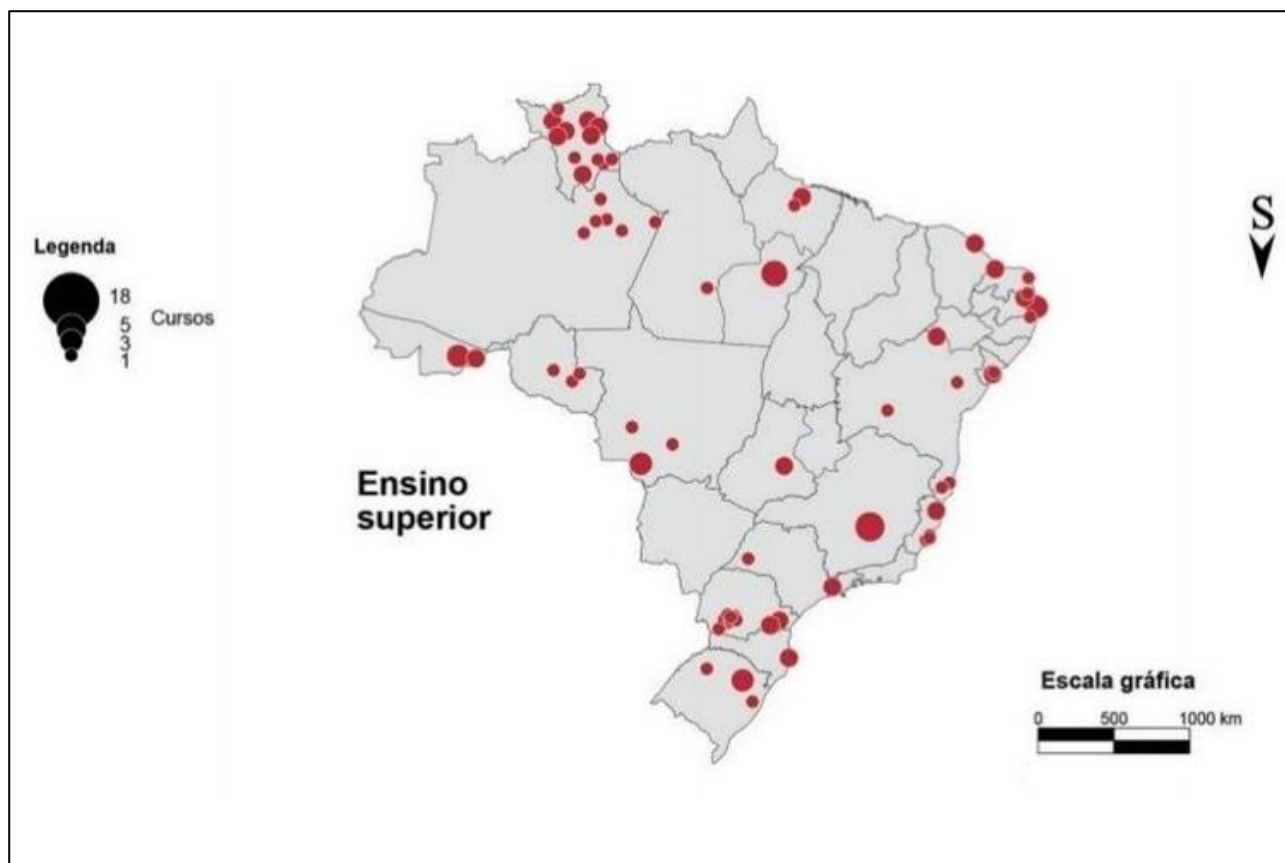 Legenda
18
5
3
1
Cursos
Ensino
superior
S
Escala gráfica
0 500 1000 km